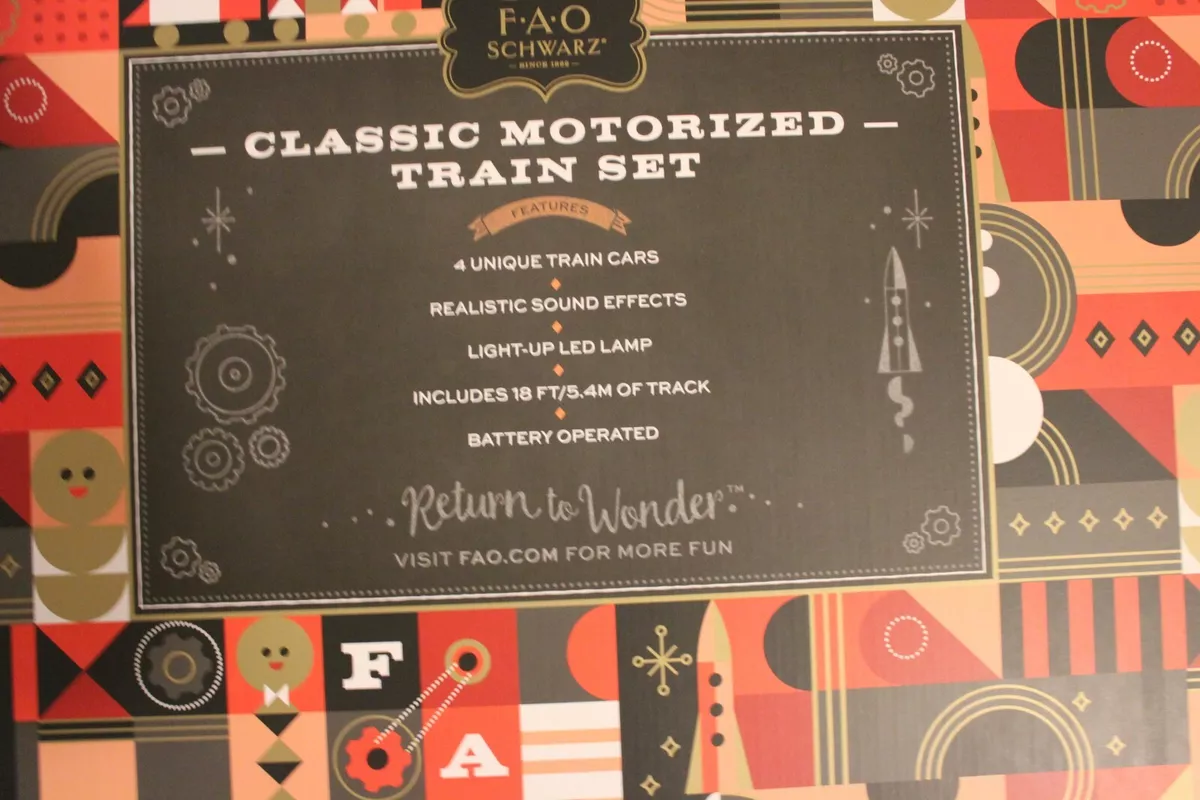 F·A·O
SCHWARZ®
— SINCE 1862 —
— CLASSIC MOTORIZED —
TRAIN SET
FEATURES
4 UNIQUE TRAIN CARS
REALISTIC SOUND EFFECTS
LIGHT-UP LED LAMP
INCLUDES 18 FT/5.4M OF TRACK
BATTERY OPERATED
Return to Wonder™
VISIT FAO.COM FOR MORE FUN
F
A